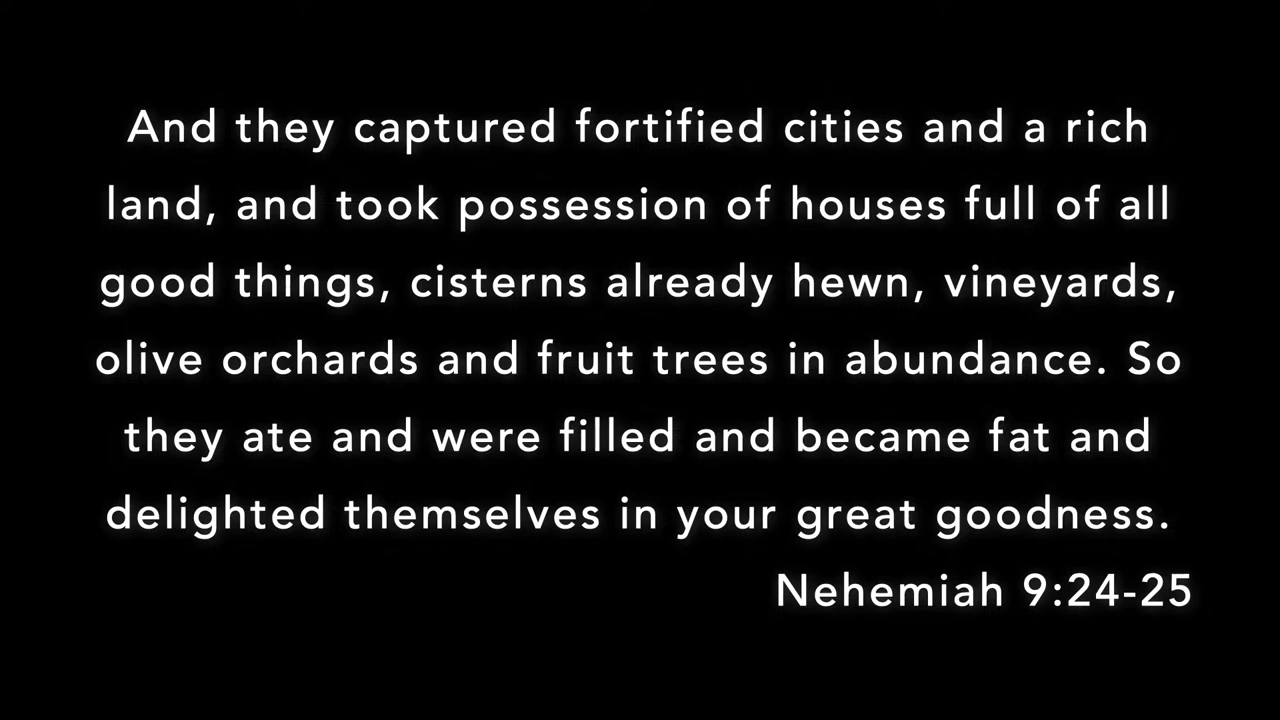 And they captured fortified cities and a rich
land, and took possession of houses full of all
good things, cisterns already hewn, vineyards,
olive orchards and fruit trees in abundance. So
they ate and were filled and became fat and
delighted themselves in your great goodness.
Nehemiah 9:24-25